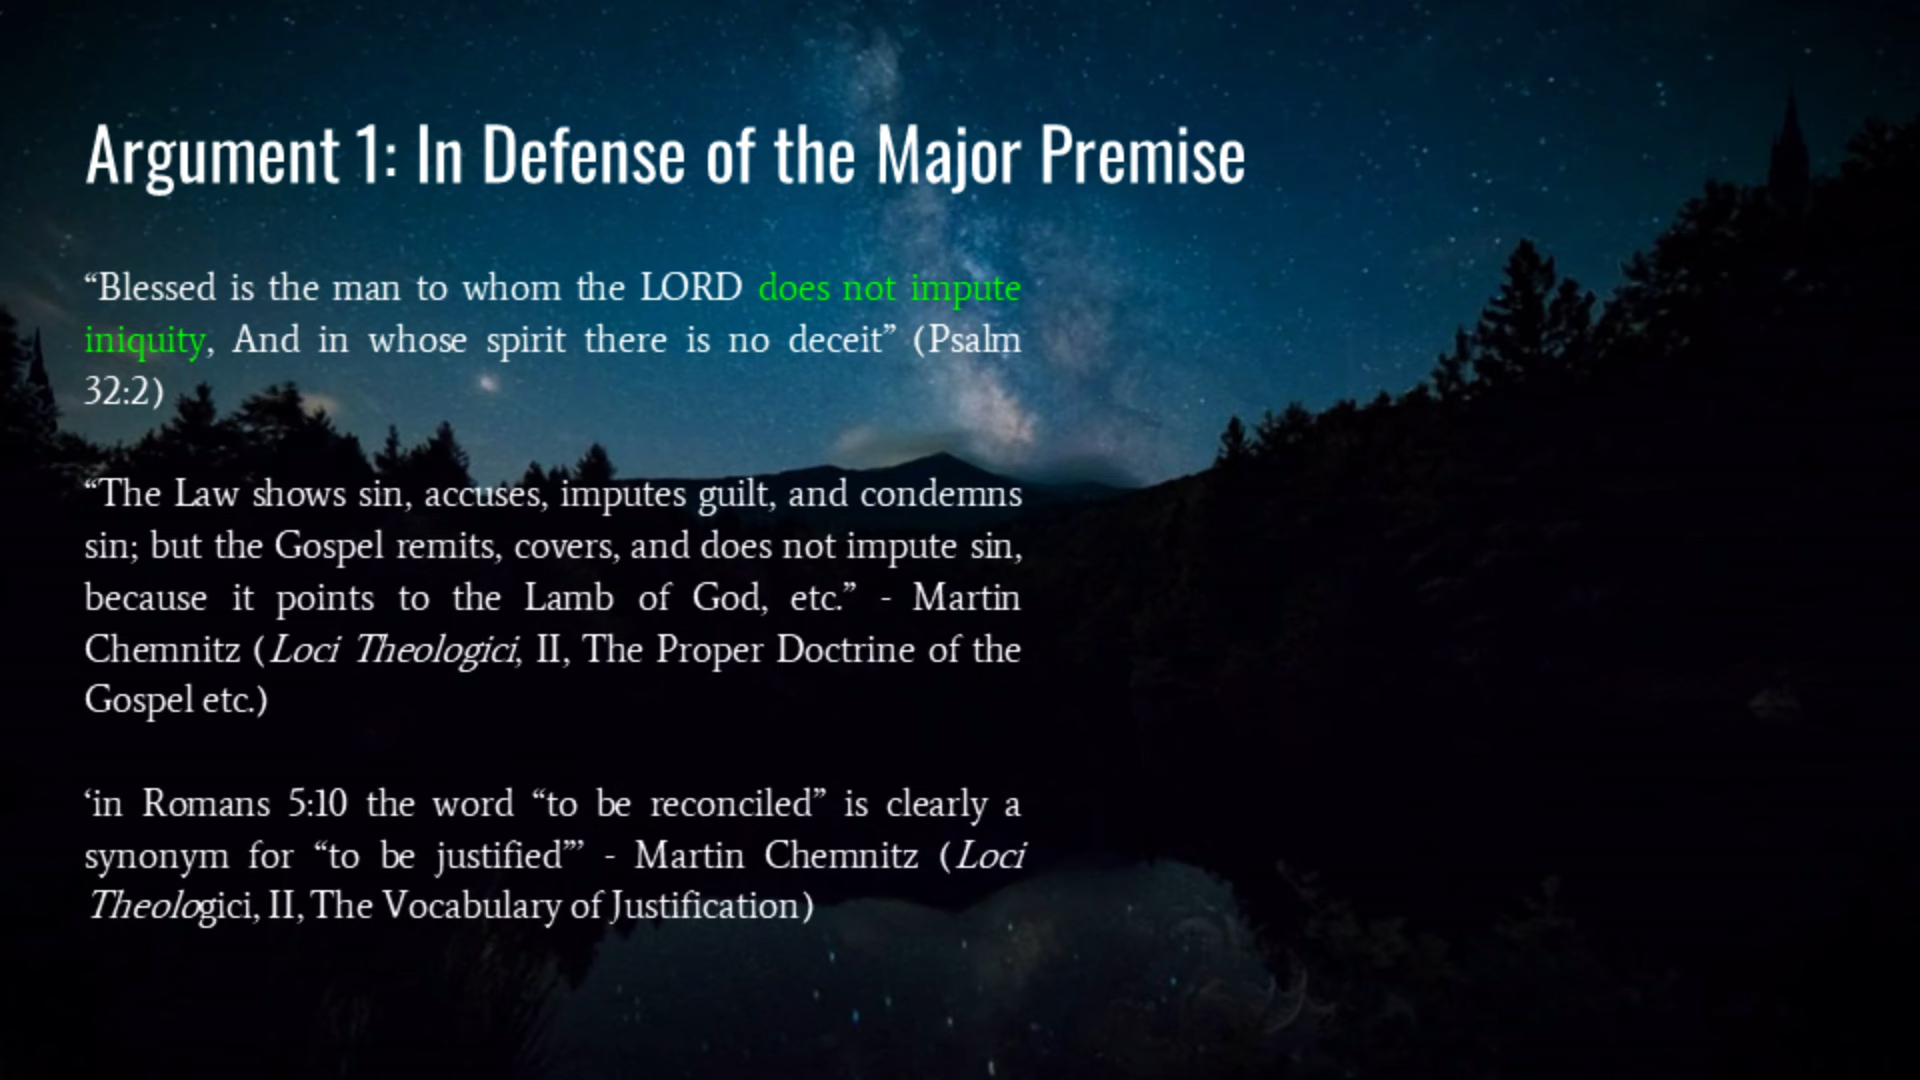 Argument 1: In Defense of the Major Premise
“Blessed is the man to whom the LORD does not impute
iniquity, And in whose spirit there is no deceit” (Psalm
32:2)
“The Law shows sin, accuses, imputes guilt, and condemns
sin; but the Gospel remits, covers, and does not impute sin,
because it points to the Lamb of God, etc.” - Martin
Chemnitz (Loci Theologici, II, The Proper Doctrine of the
Gospel etc.)
‘in Romans 5:10 the word “to be reconciled” is clearly a
synonym for “to be justified”’ - Martin Chemnitz (Loci
Theologici, II, The Vocabulary of Justification)